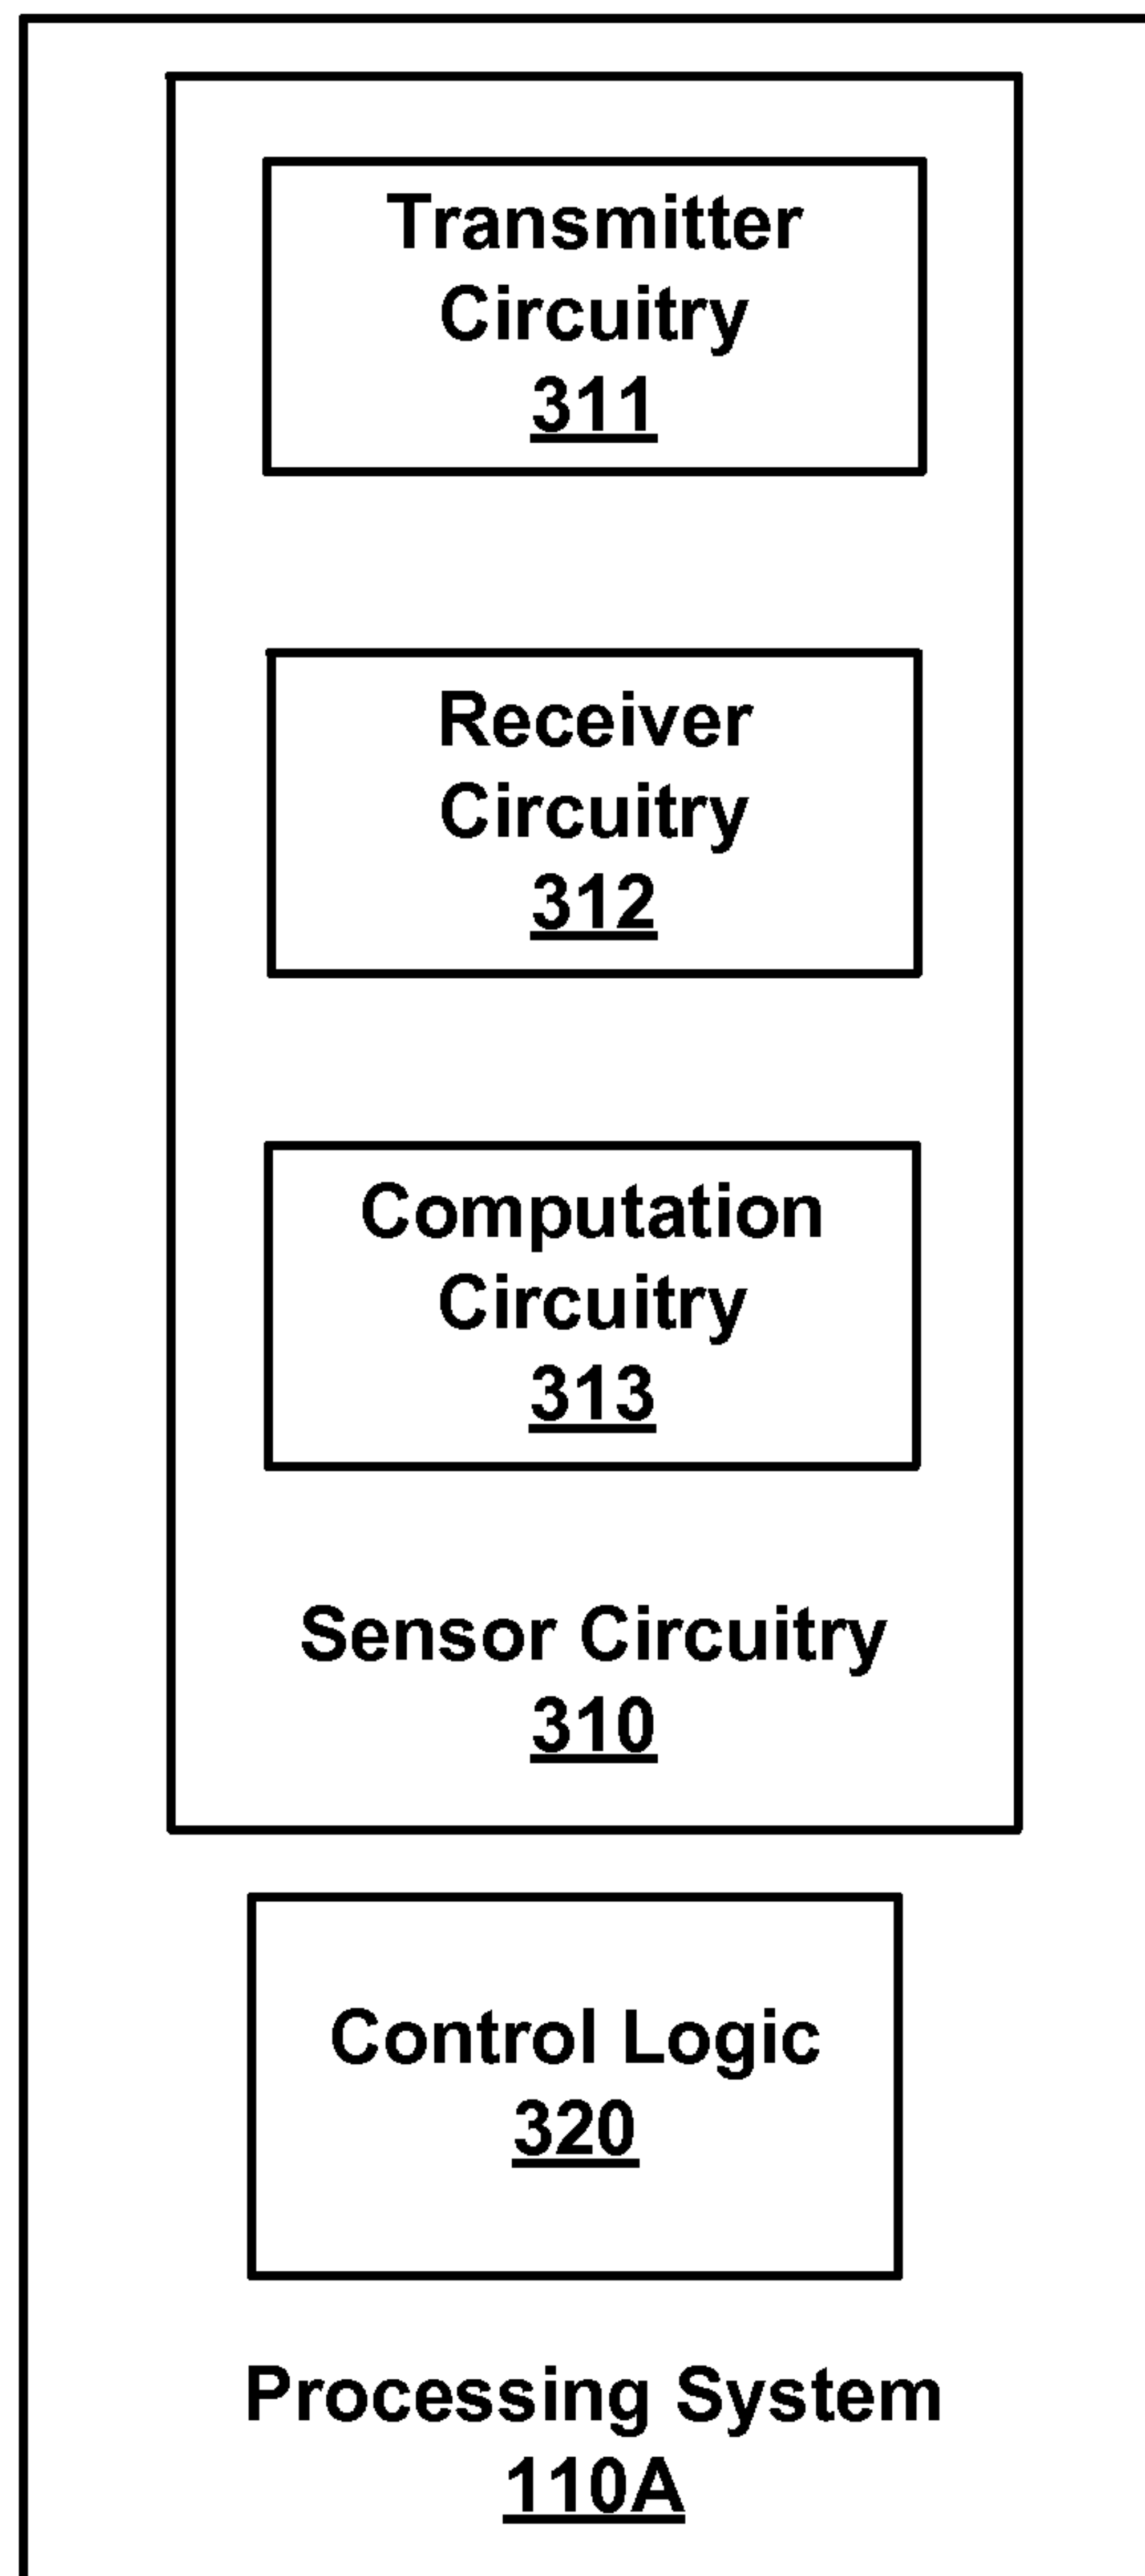 Transmitter
Circuitry
311
Receiver
Circuitry
312
Computation
Circuitry
313
Sensor Circuitry
310
Control Logic
320
Processing System
110A